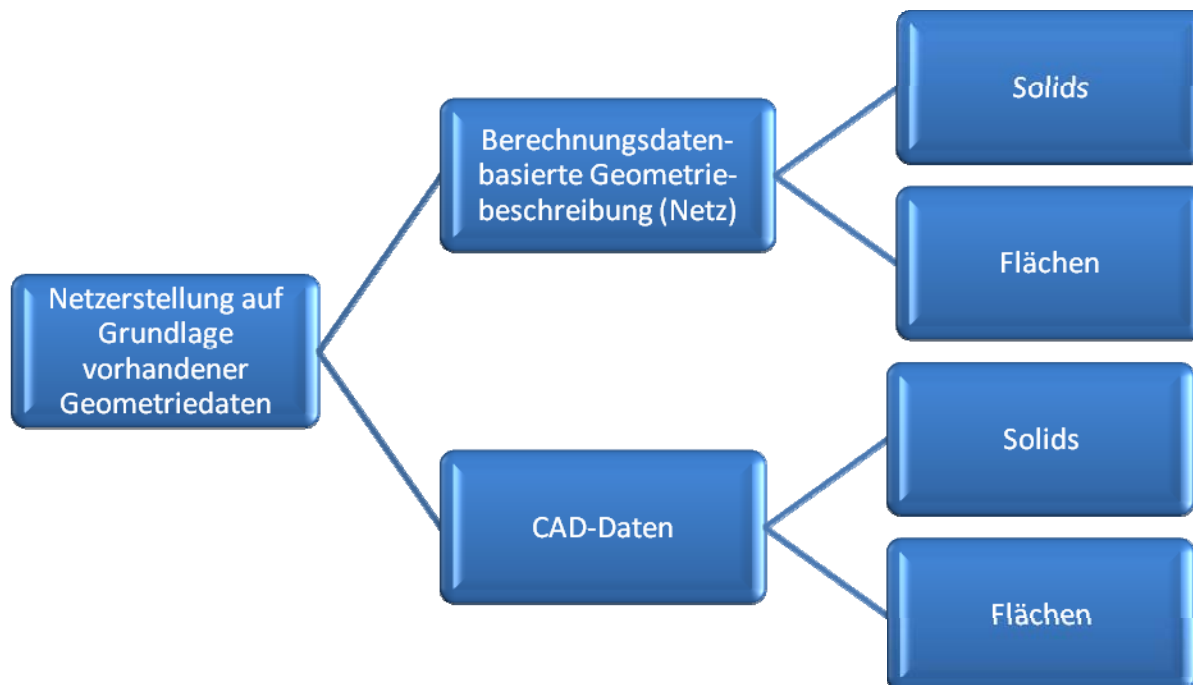 Netzerstellung auf
Grundlage
vorhandener
Geometriedaten
Berechnungsdaten-
basierte Geometrie-
beschreibung (Netz)
Solids
Flächen
CAD-Daten
Solids
Flächen